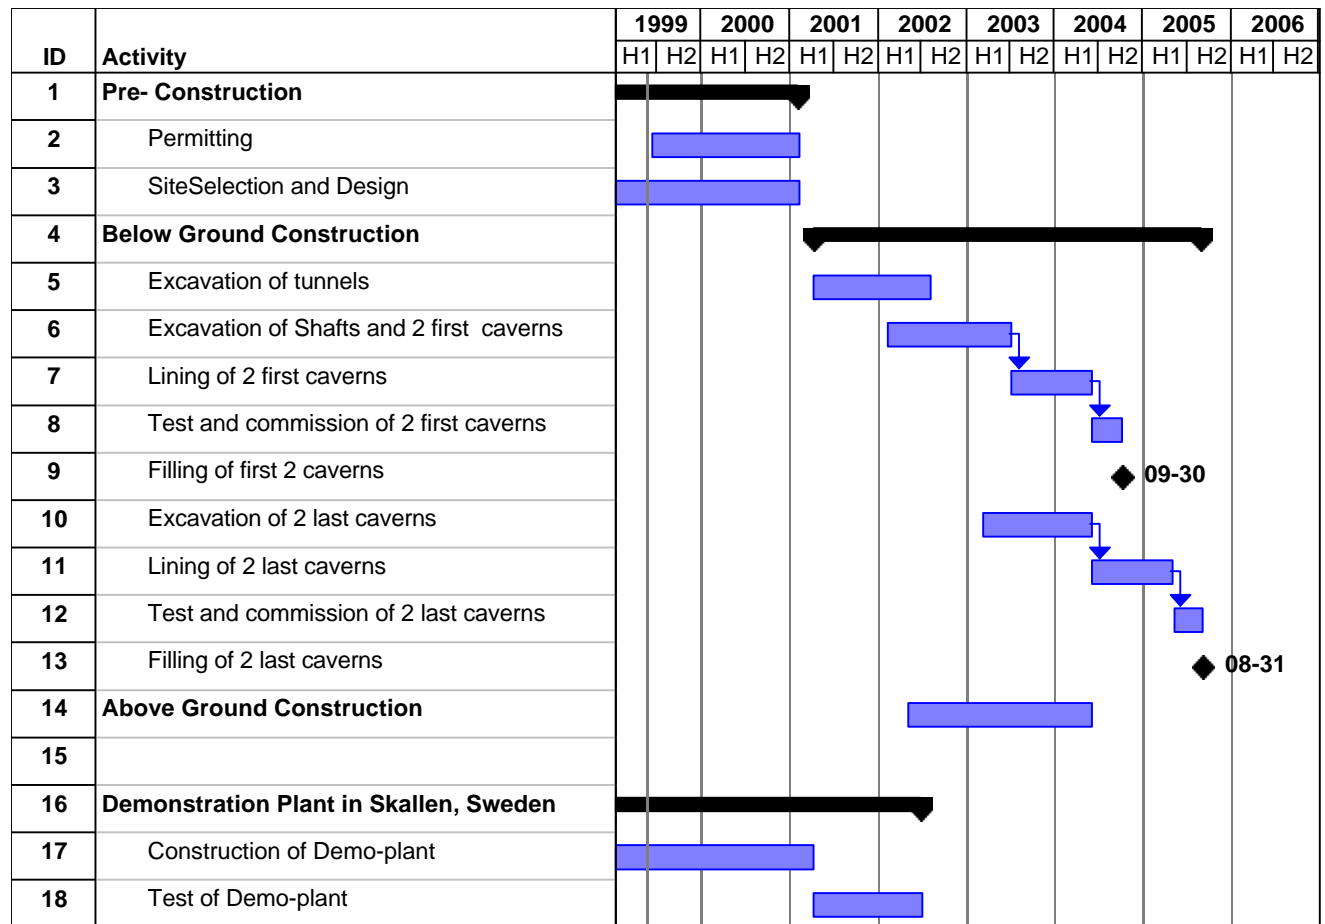 1999 2000 2001 2002 2003 2004 2005 2006
ID Activity H1 H2 H1 H2 H1 H2 H1 H2 H1 H2 H1 H2 H1 H2 H1 H2
1 Pre- Construction
2 Permitting
3 SiteSelection and Design
4 Below Ground Construction
5 Excavation of tunnels
6 Excavation of Shafts and 2 first caverns
7 Lining of 2 first caverns
8 Test and commission of 2 first caverns
9 Filling of first 2 caverns 09-30
10 Excavation of 2 last caverns
11 Lining of 2 last caverns
12 Test and commission of 2 last caverns
13 Filling of 2 last caverns 08-31
14 Above Ground Construction
15
16 Demonstration Plant in Skallen, Sweden
17 Construction of Demo-plant
18 Test of Demo-plant